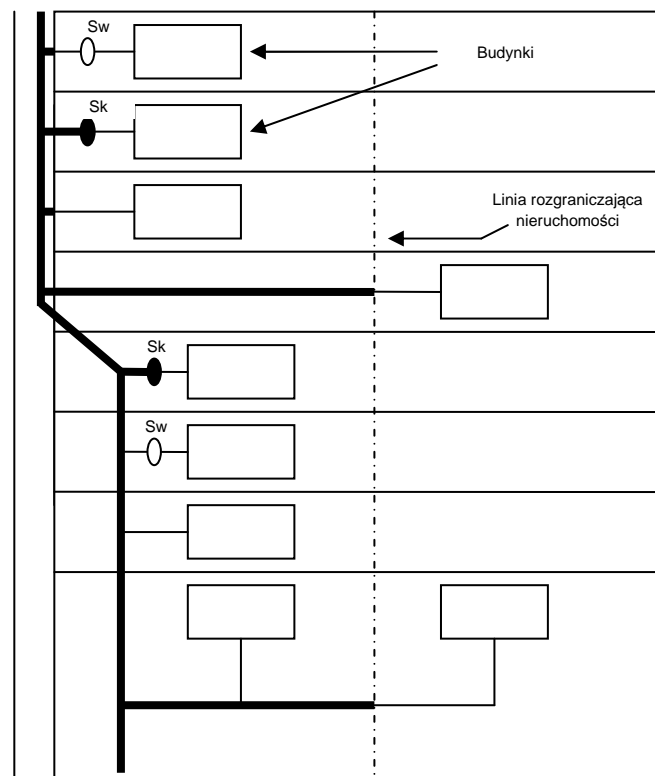 Sw
Budynki
Sk
Linia rozgraniczająca
nieruchomości
Sk
Sw